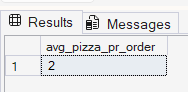 Results Messages
avg_pizza_pr_order
1 2